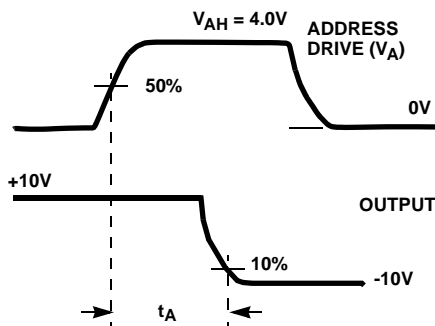 V_AH = 4.0V
ADDRESS
DRIVE (V_A)
50%
0V
+10V
OUTPUT
10%
-10V
t_A